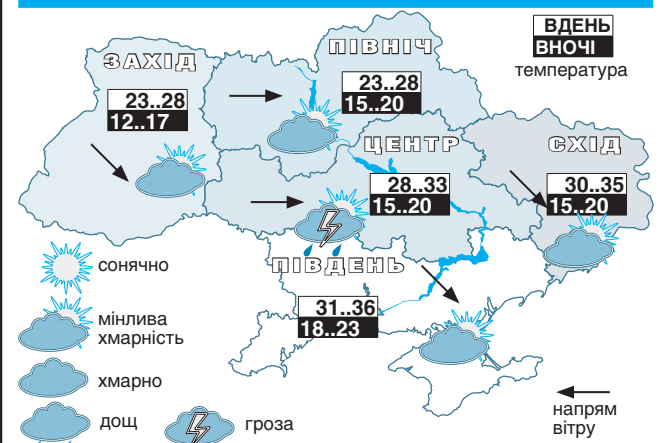 ВДЕНЬ
ВНОЧІ
температура
ЗАХІД
23..28
12..17
ПІВНІЧ
23..28
15..20
ЦЕНТР
28..33
15..20
СХІД
30..35
15..20
ПІВДЕНЬ
31..36
18..23
сонячно
мінлива
хмарність
хмарно
дощ
гроза
напрям
вітру